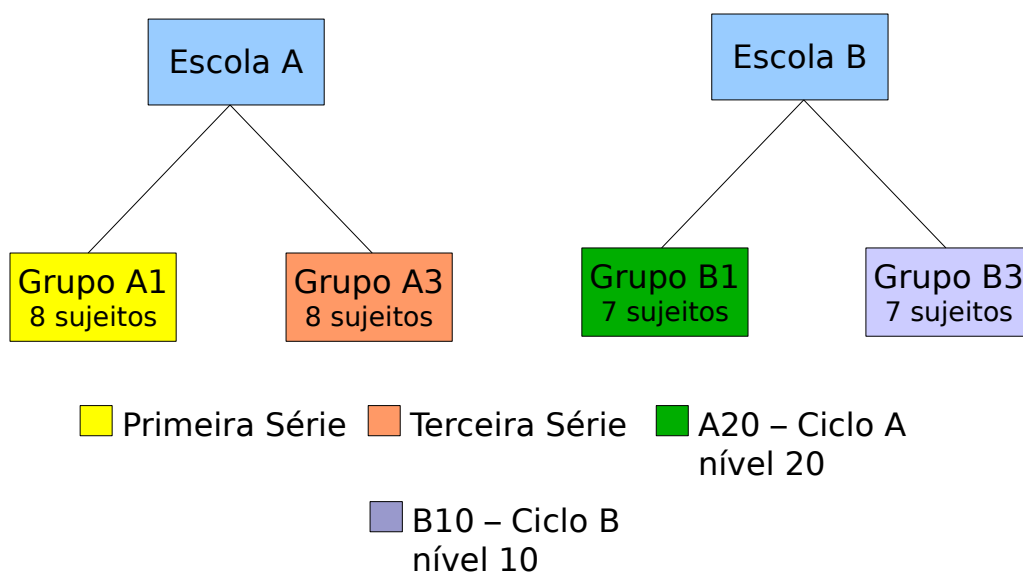 Escola A
Escola B
Grupo A1
8 sujeitos
Grupo A3
8 sujeitos
Grupo B1
7 sujeitos
Grupo B3
7 sujeitos
Primeira Série
Terceira Série
A20 – Ciclo A
nível 20
B10 – Ciclo B
nível 10